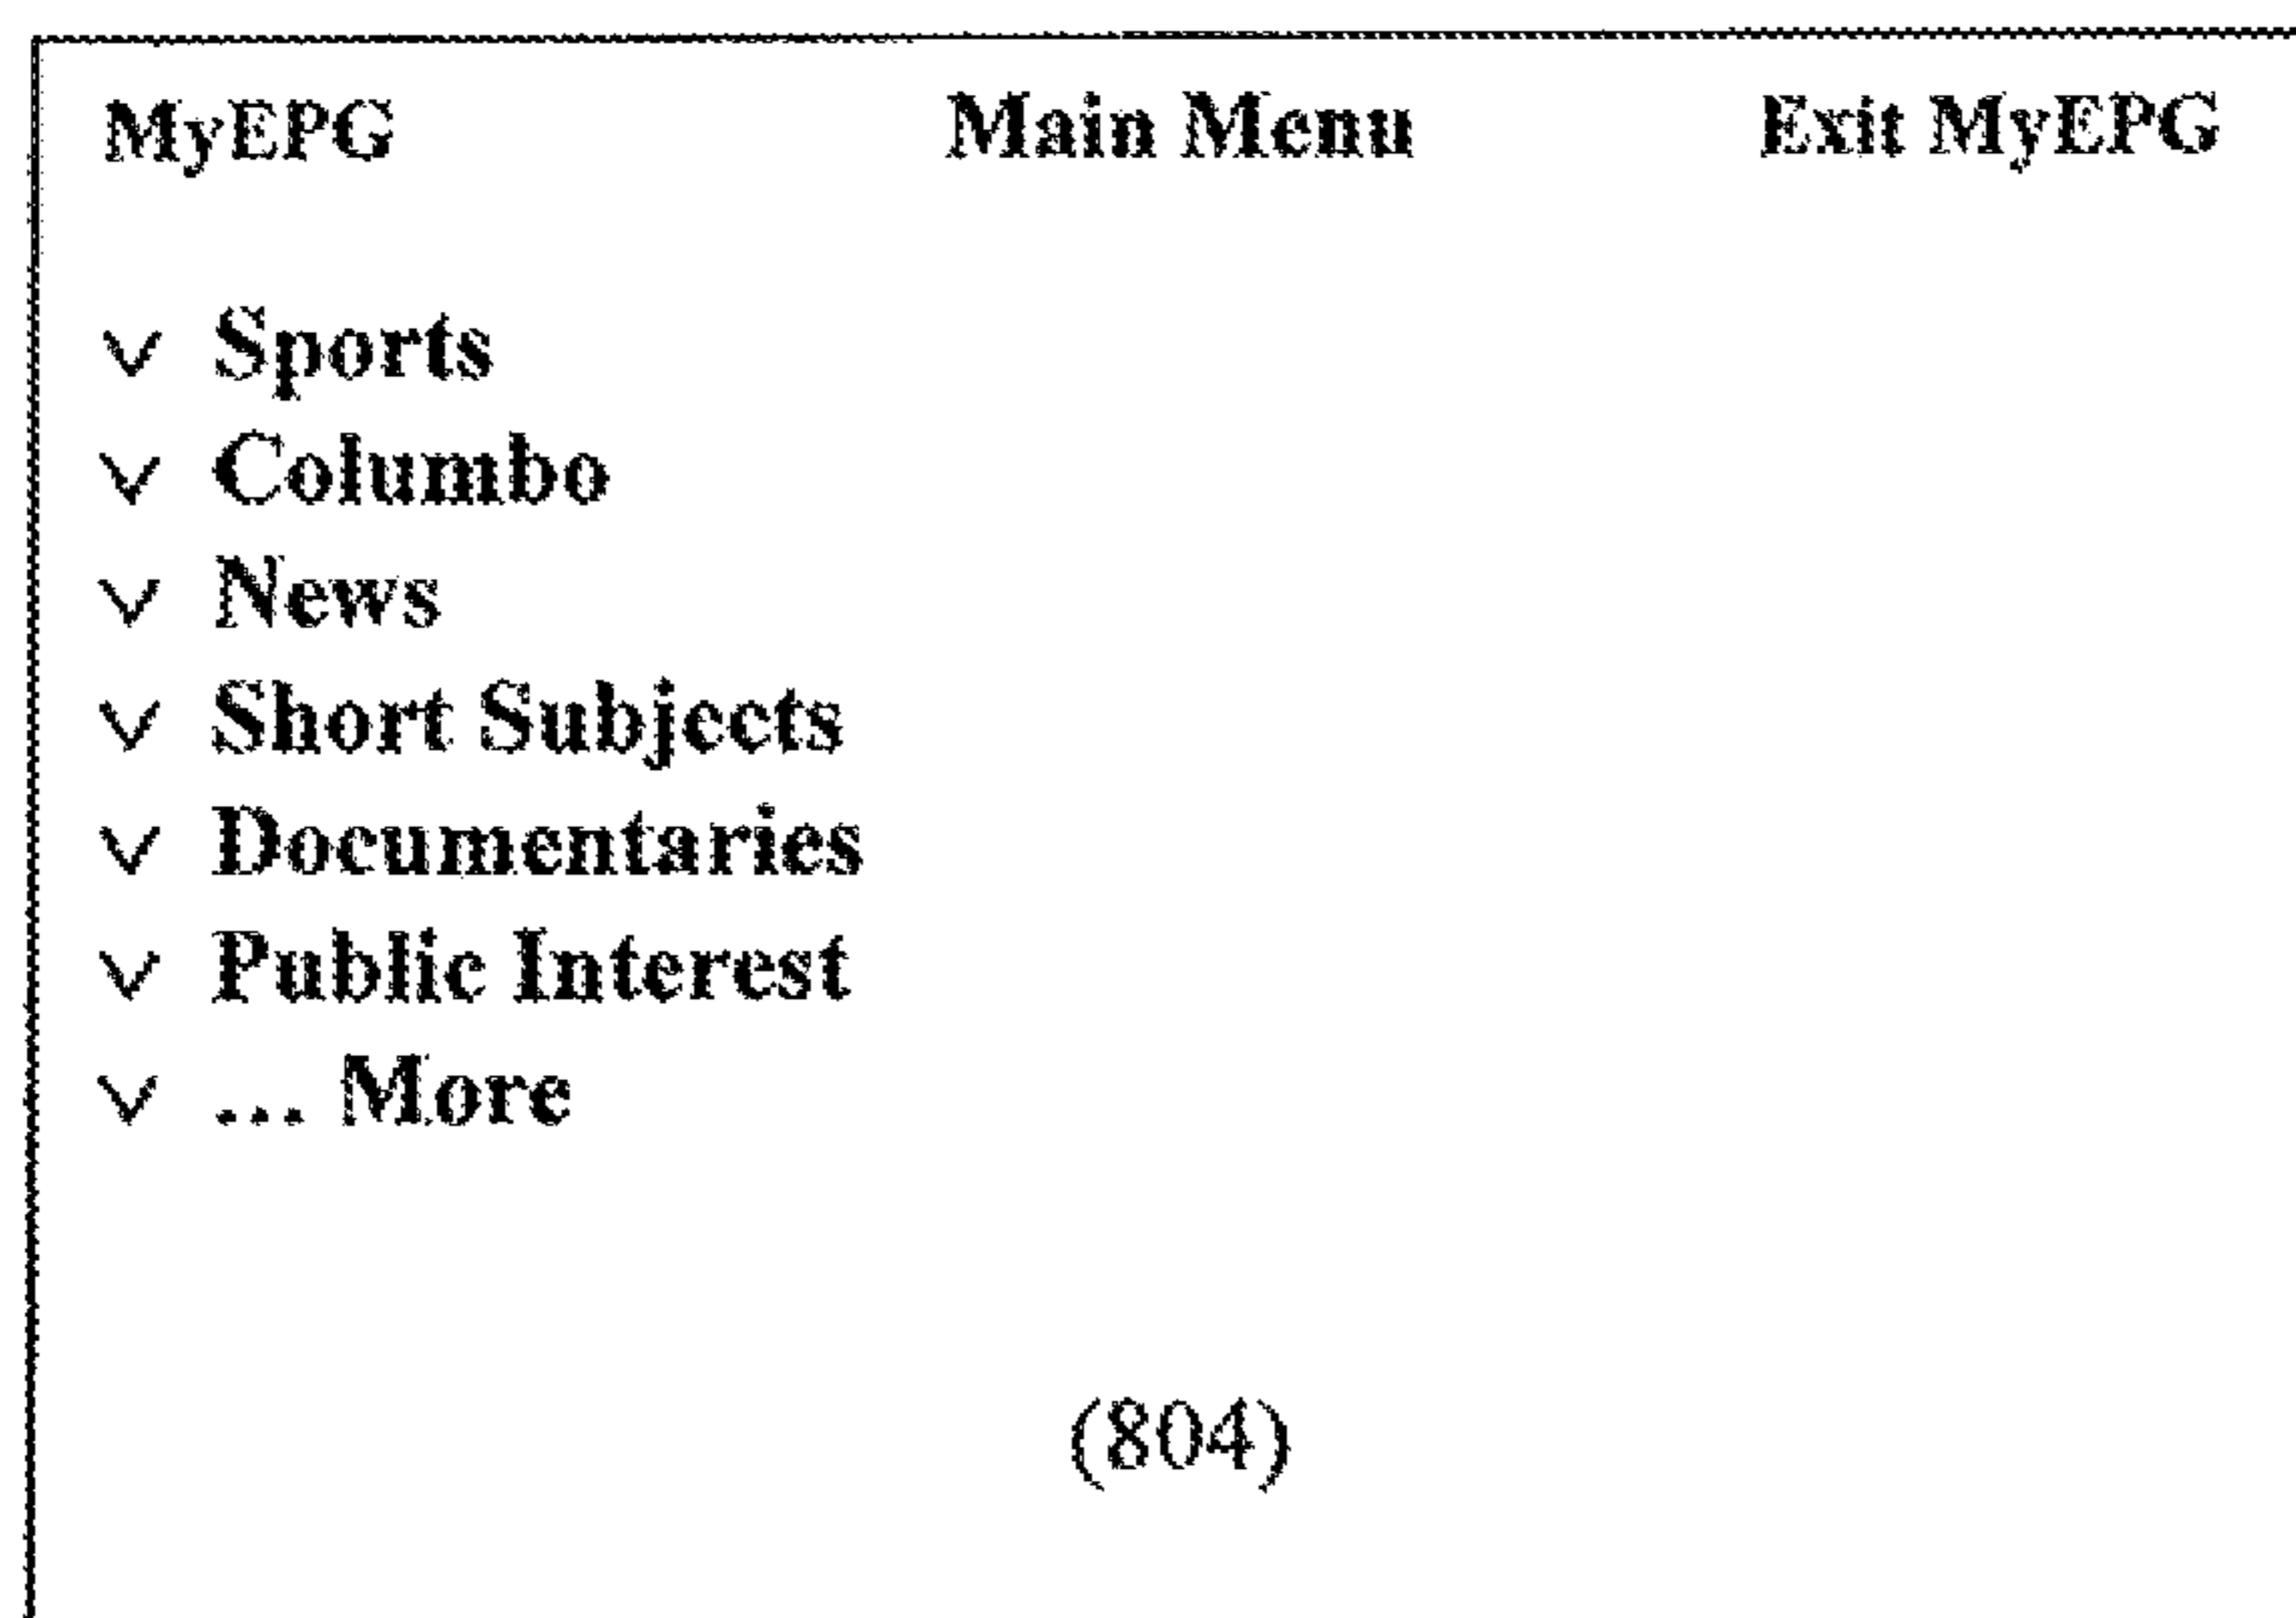 MyEPG Main Menu Exit MyEPG
Sports
Columbo
News
Short Subjects
Documentaries
Public Interest
... More
(804)